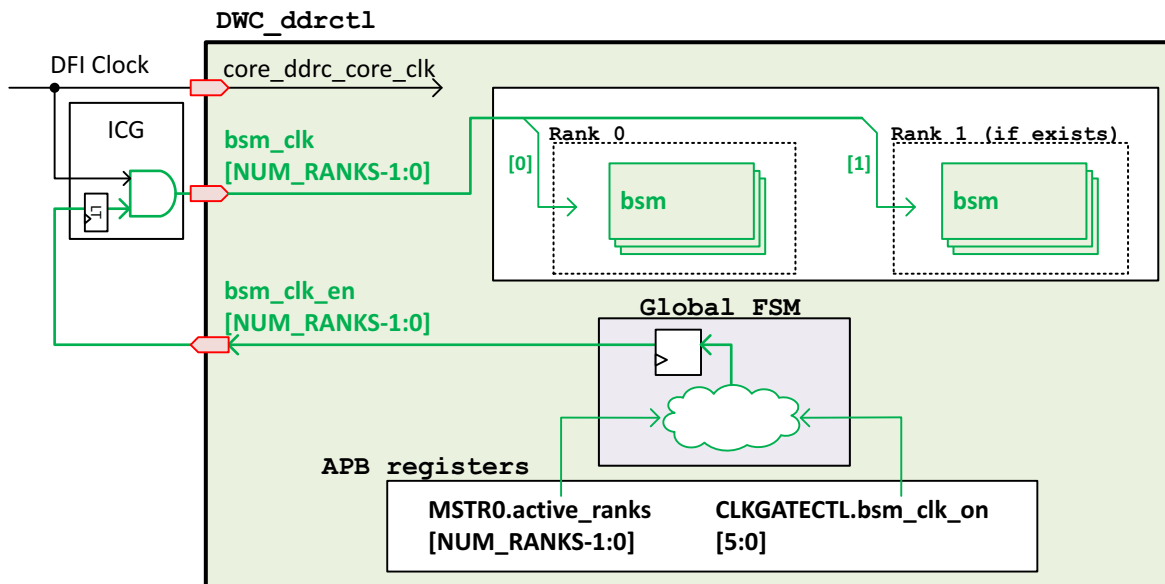 DWC_ddrctl
DFI Clock
core_ddrc_core_clk
ICG
LT
bsm_clk
[NUM_RANKS-1:0]
Rank 0
[0]
bsm
Rank 1 (if exists)
[1]
bsm
bsm_clk_en
[NUM_RANKS-1:0]
Global FSM
APB registers
MSTR0.active_ranks
[NUM_RANKS-1:0]
CLKGATECTL.bsm_clk_on
[5:0]